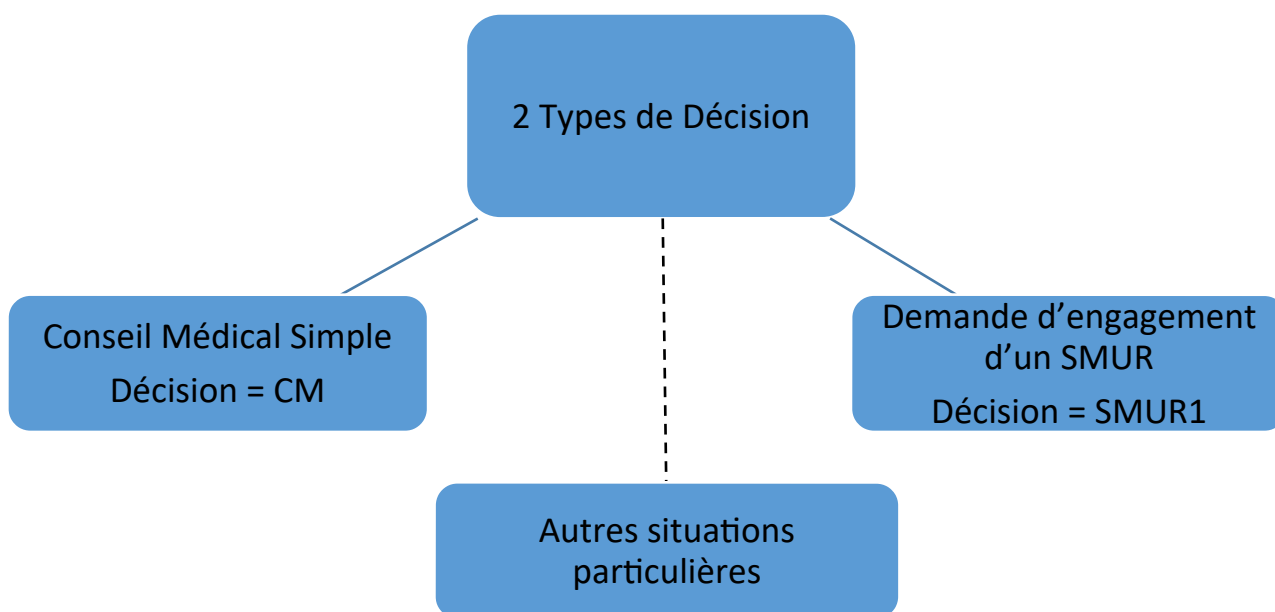 2 Types de Décision
Conseil Médical Simple
Décision = CM
Demande d’engagement
d’un SMUR
Décision = SMUR1
Autres situations
particulières